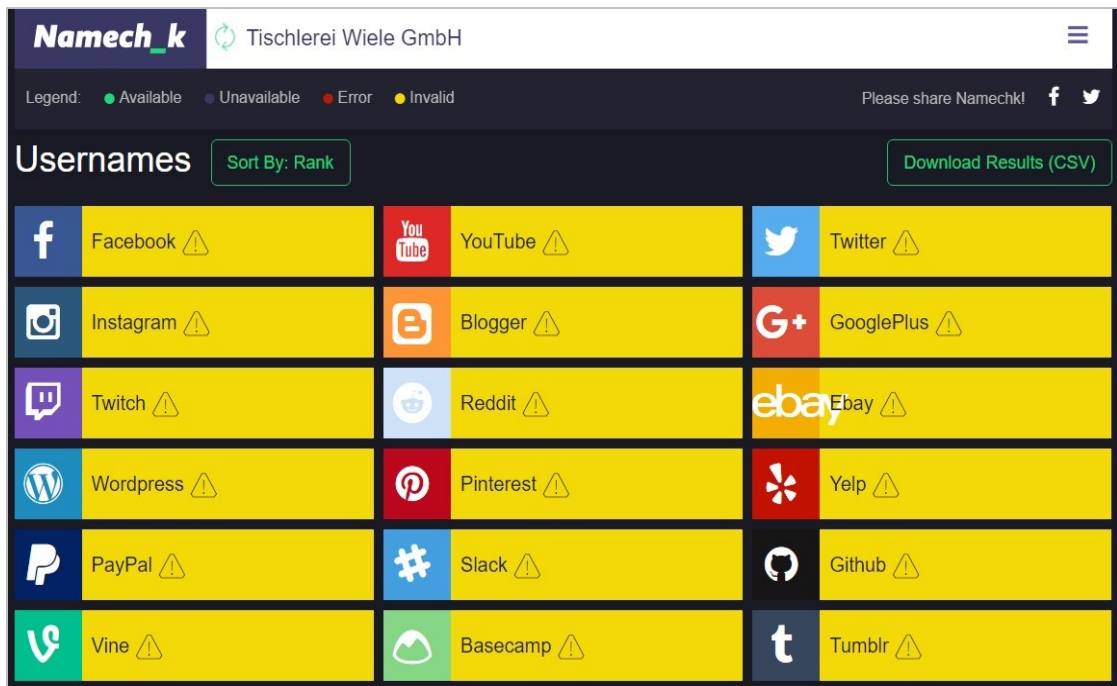 Namech_k Tischlerei Wiele GmbH
Legend: Available Unavailable Error Invalid Please share Namechk!
Usernames Sort By: Rank Download Results (CSV)
Facebook You Tube YouTube Twitter
Instagram Blogger G+ GooglePlus
Twitch Reddit ebay Ebay
Wordpress Pinterest Yelp
PayPal Slack Github
Vine Basecamp Tumblr